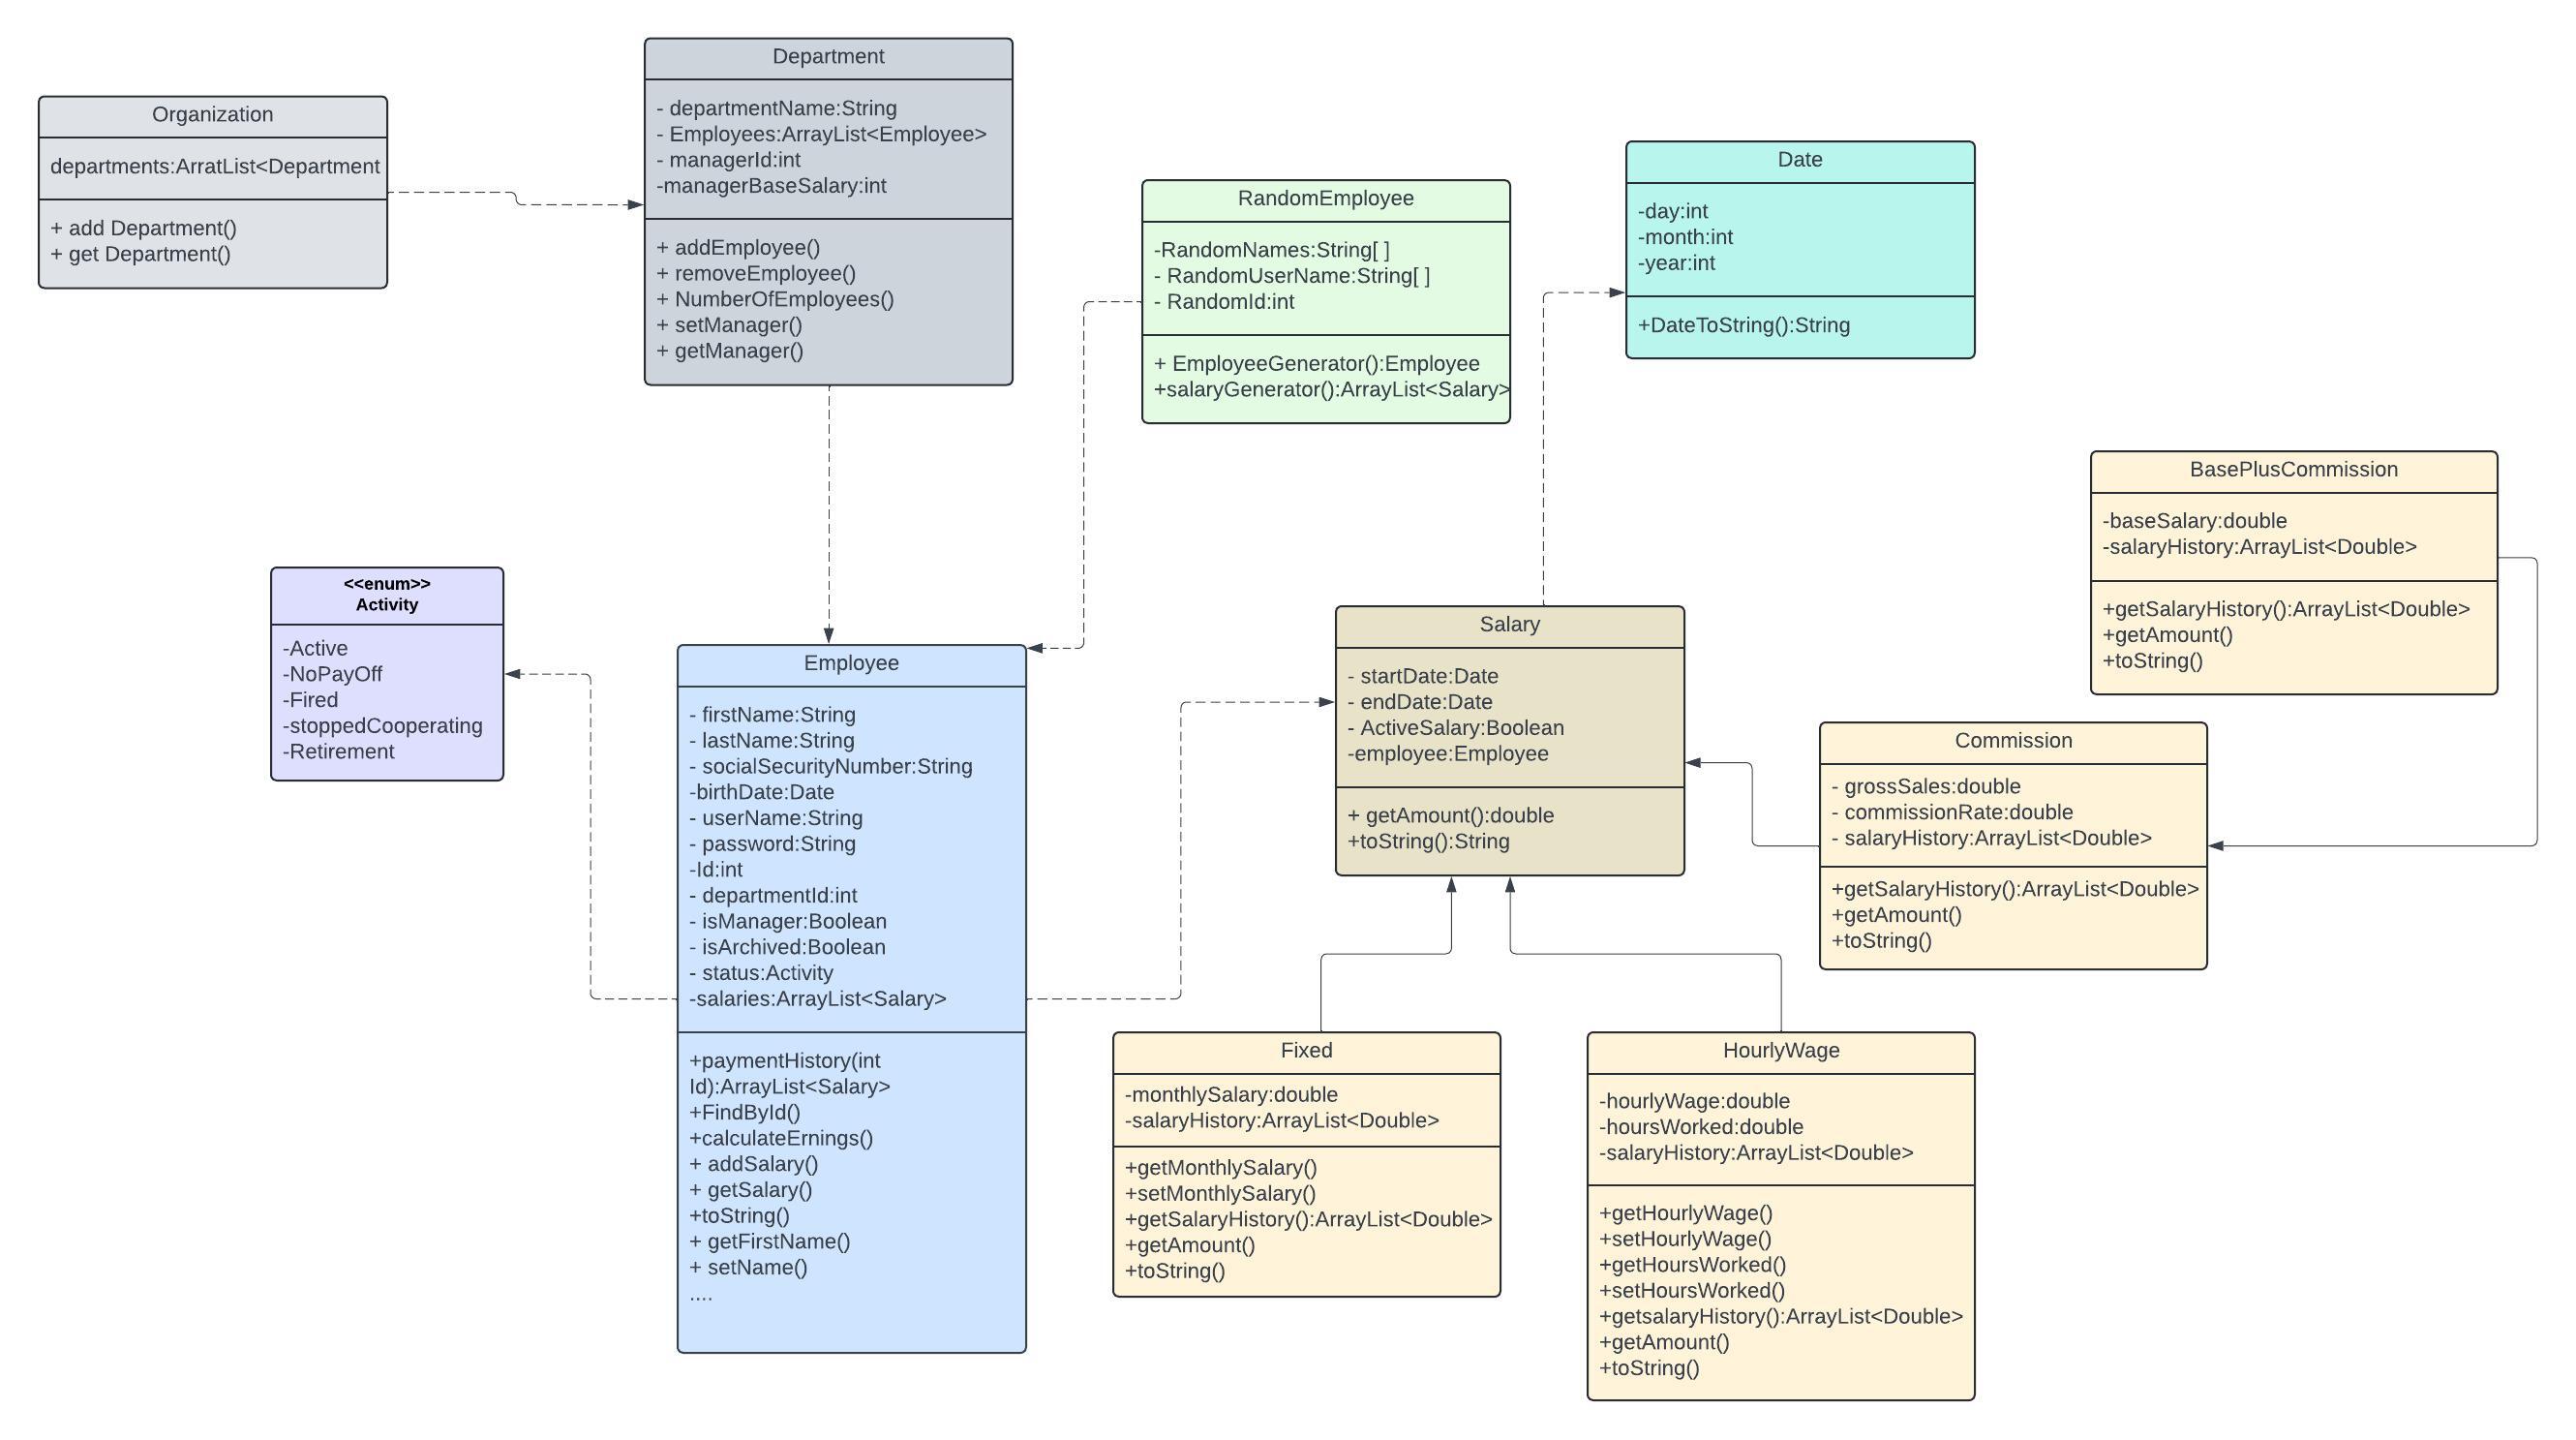 Department
- departmentName:String
- Employees:ArrayList<Employee>
- managerId:int
-managerBaseSalary:int
+ addEmployee()
+ removeEmployee()
+ NumberOfEmployees()
+ setManager()
+ getManager()
Organization
departments:ArratList<Department
+ add Department()
+ get Department()
Date
-day:int
-month:int
-year:int
+DateToString():String
RandomEmployee
-RandomNames:String[ ]
- RandomUserName:String[ ]
- RandomId:int
+ EmployeeGenerator():Employee
+salaryGenerator():ArrayList<Salary>
BasePlusCommission
-baseSalary:double
-salaryHistory:ArrayList<Double>
+getSalaryHistory():ArrayList<Double>
+getAmount()
+toString()
<<enum>>
Activity
-Active
-NoPayOff
-Fired
-stoppedCooperating
-Retirement
Employee
- firstName:String
- lastName:String
- socialSecurityNumber:String
-birthDate:Date
- userName:String
- password:String
-Id:int
- departmentId:int
- isManager:Boolean
- isArchived:Boolean
- status:Activity
-salaries:ArrayList<Salary>
+paymentHistory(int
Id):ArrayList<Salary>
+FindById()
+calculateErnings()
+ addSalary()
+ getSalary()
+toString()
+ getFirstName()
+ setName()
....
Salary
- startDate:Date
- endDate:Date
- ActiveSalary:Boolean
-employee:Employee
+ getAmount():double
+toString():String
Commission
- grossSales:double
- commissionRate:double
- salaryHistory:ArrayList<Double>
+getSalaryHistory():ArrayList<Double>
+getAmount()
+toString()
Fixed
-monthlySalary:double
-salaryHistory:ArrayList<Double>
+getMonthlySalary()
+setMonthlySalary()
+getSalaryHistory():ArrayList<Double>
+getAmount()
+toString()
HourlyWage
-hourlyWage:double
-hoursWorked:double
-salaryHistory:ArrayList<Double>
+getHourlyWage()
+setHourlyWage()
+getHoursWorked()
+setHoursWorked()
+getsalaryHistory():ArrayList<Double>
+getAmount()
+toString()